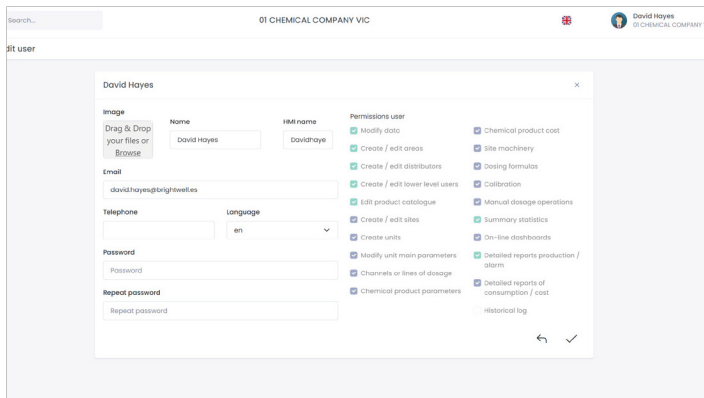 Search...
01 CHEMICAL COMPANY VIC
David Hayes
01 CHEMICAL COMPANY
dit user
David Hayes
Image
Drag & Drop
your files or
Browse
Name
David Hayes
HMI name
Davidhaye
Email
david.hayes@brightwell.es
Telephone
Language
en
Password
Password
Repeat password
Repeat password
Permissions user
Modify data
Create / edit areas
Create / edit distributors
Create / edit lower level users
Edit product catalogue
Create / edit sites
Create units
Modify unit main parameters
Channels or lines of dosage
Chemical product parameters
Chemical product cost
Site machinery
Dosing formulas
Calibration
Manual dosage operations
Summary statistics
On-line dashboards
Detailed reports production /
alarm
Detailed reports of
consumption / cost
Historical log